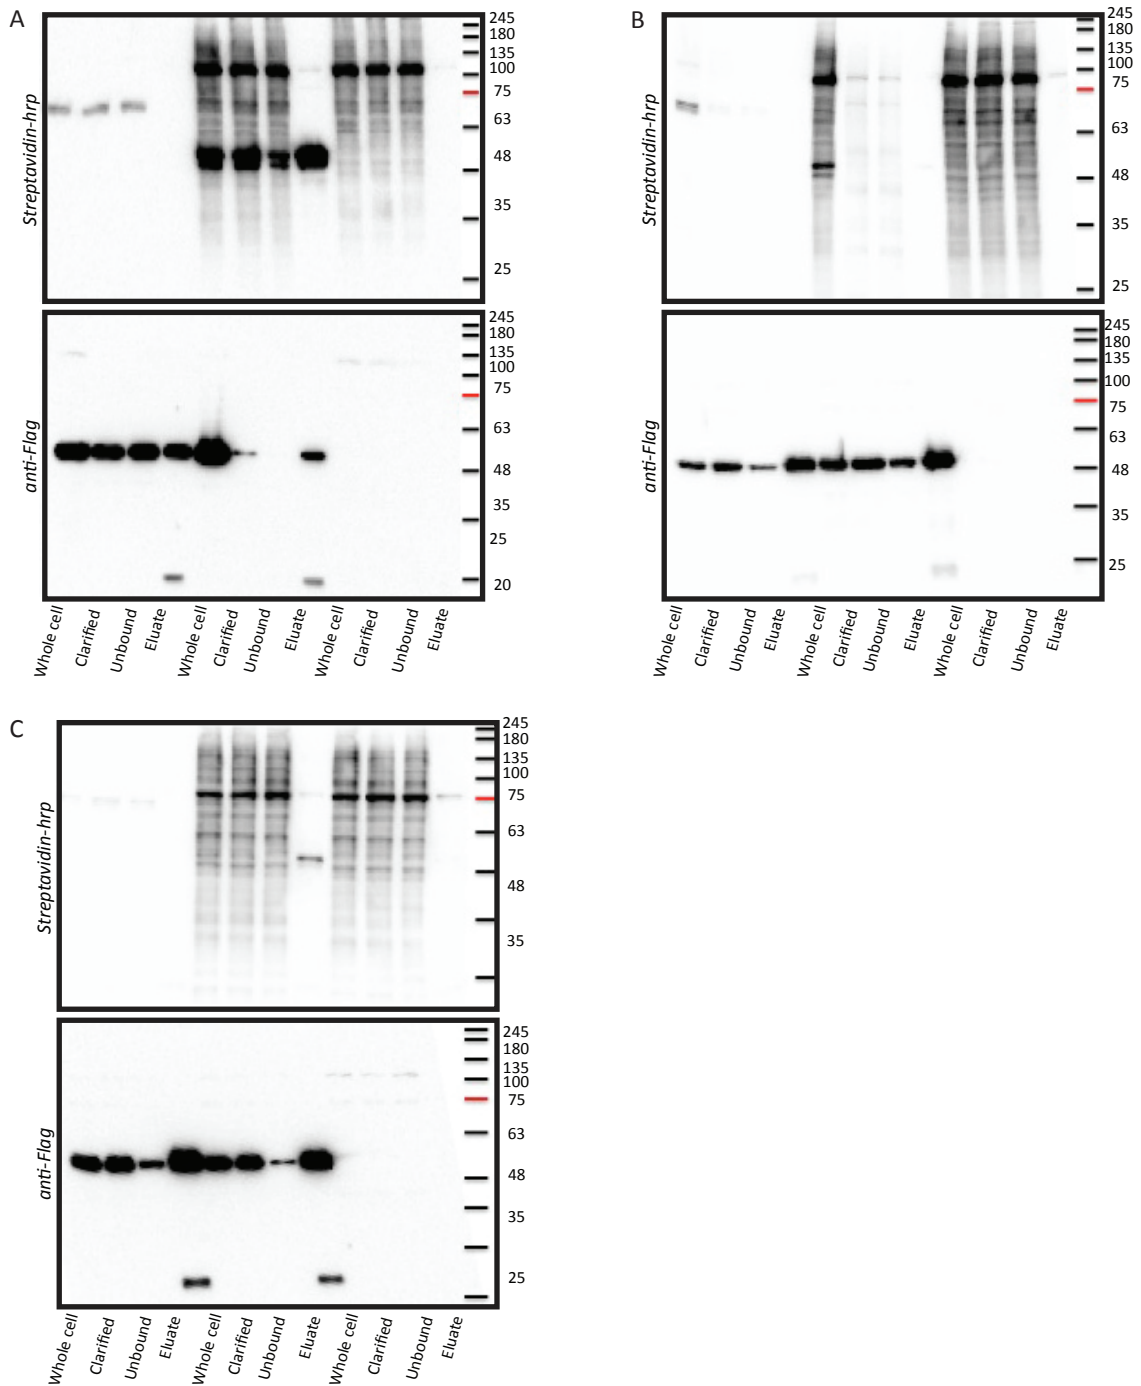 A
Streptavidin-hrp
245
180
135
100
75
63
48
35
25
anti-Flag
245
180
135
100
75
63
48
35
25
20
Whole cell
Clarified
Unbound
Eluate
Whole cell
Clarified
Unbound
Eluate
Whole cell
Clarified
Unbound
Eluate
B
Streptavidin-hrp
245
180
135
100
75
63
48
35
25
anti-Flag
245
180
135
100
75
63
48
35
25
Whole cell
Clarified
Unbound
Eluate
Whole cell
Clarified
Unbound
Eluate
Whole cell
Clarified
Unbound
Eluate
C
Streptavidin-hrp
245
180
135
100
75
63
48
35
anti-Flag
245
180
135
100
75
63
48
35
25
Whole cell
Clarified
Unbound
Eluate
Whole cell
Clarified
Unbound
Eluate
Whole cell
Clarified
Unbound
Eluate